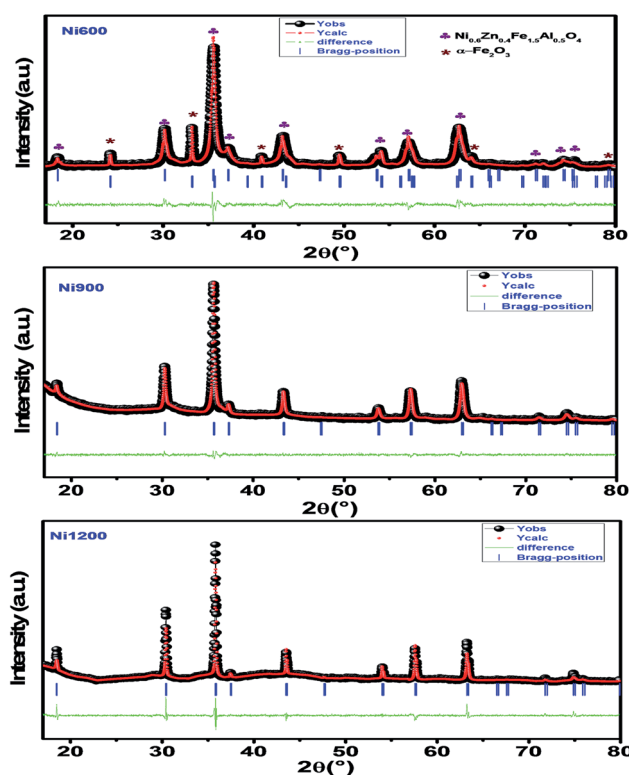 Ni600
Yobs
Ycalc
difference
Bragg-position
♣ Ni0.6Zn0.4Fe1.5Al0.5O4
* α–Fe2O3
Intensity (a.u)
20 30 40 50 60 70 80
2θ(°)
Ni900
Yobs
Ycalc
difference
Bragg-position
Intensity (a.u)
20 30 40 50 60 70 80
2θ(°)
Ni1200
Yobs
Ycalc
difference
Bragg-position
Intensity (a.u)
20 30 40 50 60 70 80
2θ(°)